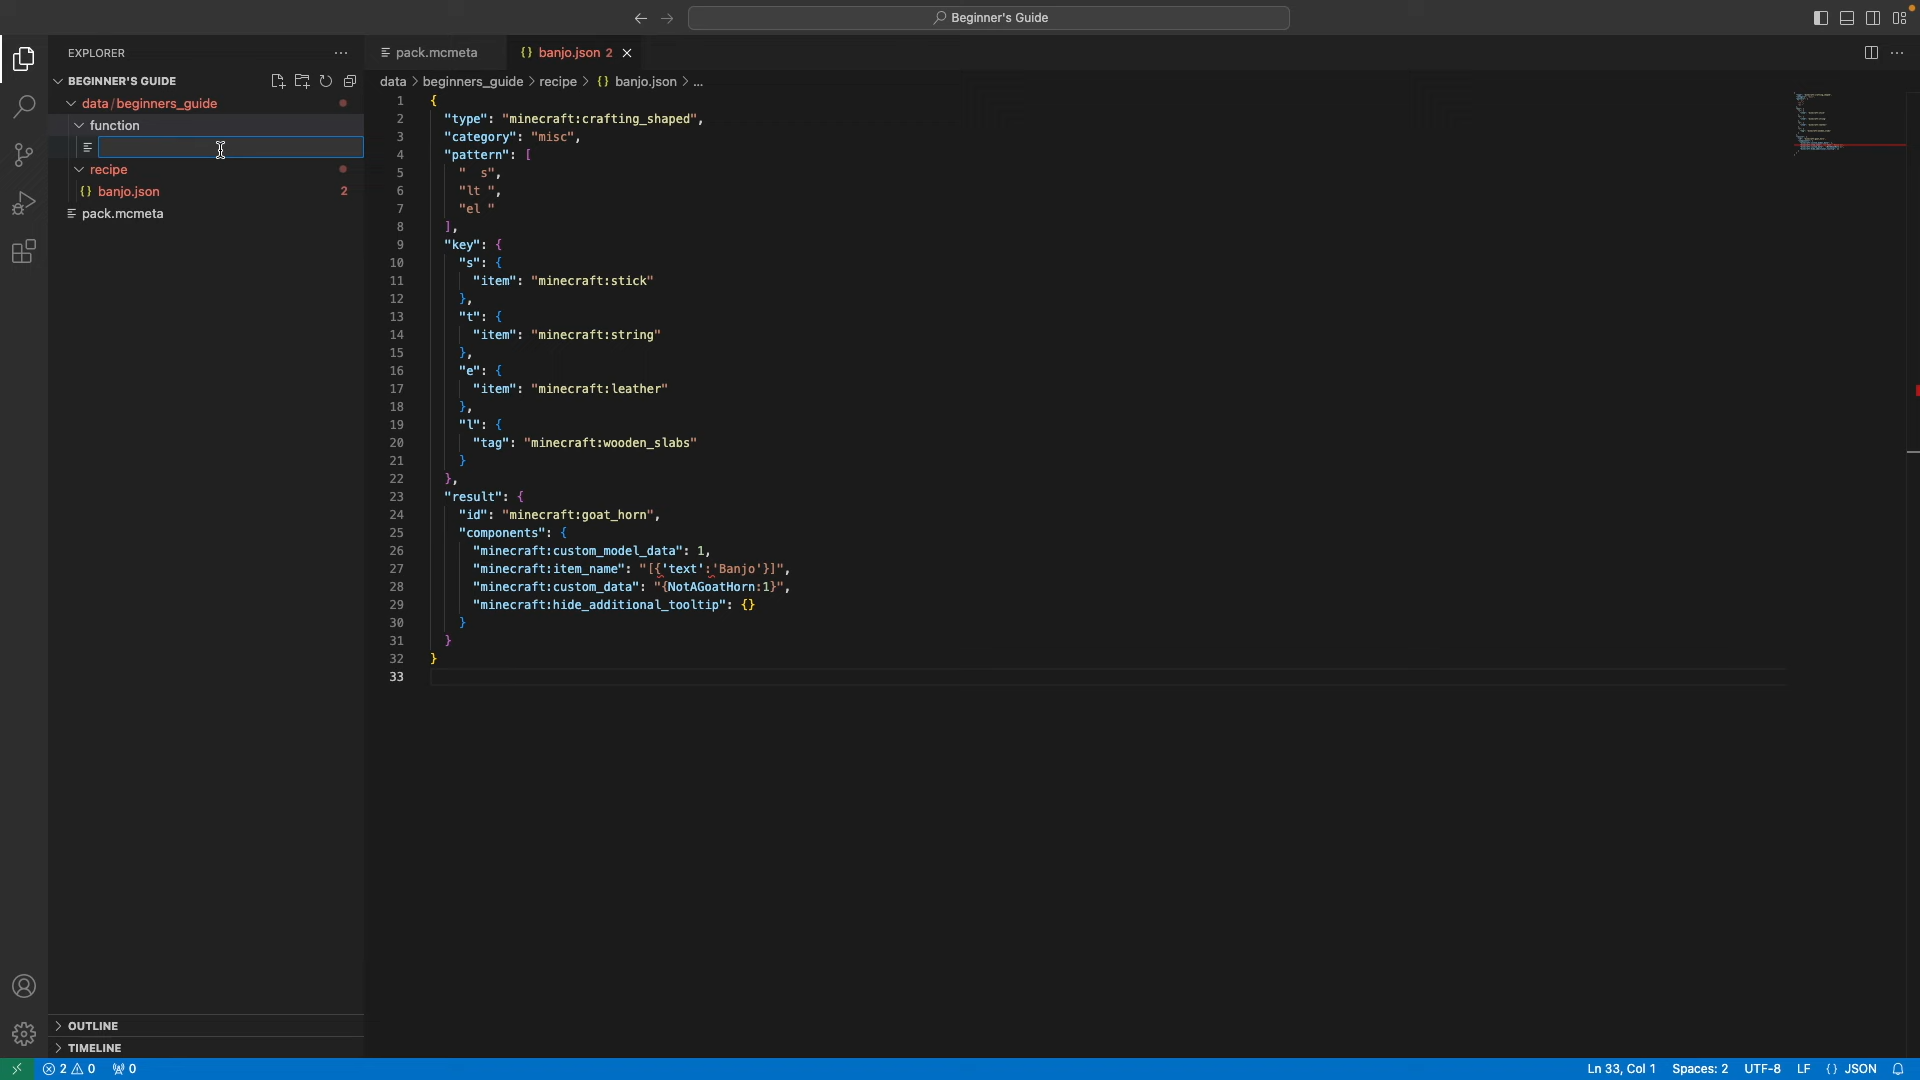 Beginner's Guide
EXPLORER
BEGINNER'S GUIDE
data/beginners_guide
function
recipe
banjo.json 2
pack.mcmeta
OUTLINE
TIMELINE
pack.mcmeta
{} banjo.json 2
data > beginners_guide > recipe > {} banjo.json > ...
1 {
2 "type": "minecraft:crafting_shaped",
3 "category": "misc",
4 "pattern": [
5 "  s",
6 "lt ",
7 "el "
8 ],
9 "key": {
10 "s": {
11 "item": "minecraft:stick"
12 },
13 "t": {
14 "item": "minecraft:string"
15 },
16 "e": {
17 "item": "minecraft:leather"
18 },
19 "l": {
20 "tag": "minecraft:wooden_slabs"
21 }
22 },
23 "result": {
24 "id": "minecraft:goat_horn",
25 "components": {
26 "minecraft:custom_model_data": 1,
27 "minecraft:item_name": "[{'text':'Banjo'}]",
28 "minecraft:custom_data": "{NotAGoatHorn:1}",
29 "minecraft:hide_additional_tooltip": {}
30 }
31 }
32 }
33
2 0 0
Ln 33, Col 1 Spaces: 2 UTF-8 LF {} JSON